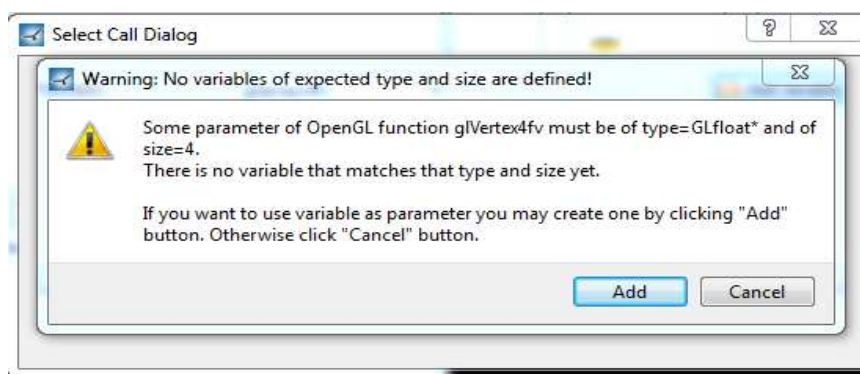 Select Call Dialog
Warning: No variables of expected type and size are defined!
Some parameter of OpenGL function glVertex4fv must be of type=GLfloat* and of
size=4.
There is no variable that matches that type and size yet.
If you want to use variable as parameter you may create one by clicking "Add"
button. Otherwise click "Cancel" button.
Add Cancel